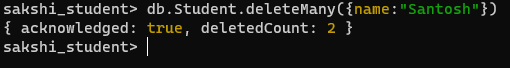 sakshi_student> db.Student.deleteMany({name:"Santosh"})
{ acknowledged: true, deletedCount: 2 }
sakshi_student>